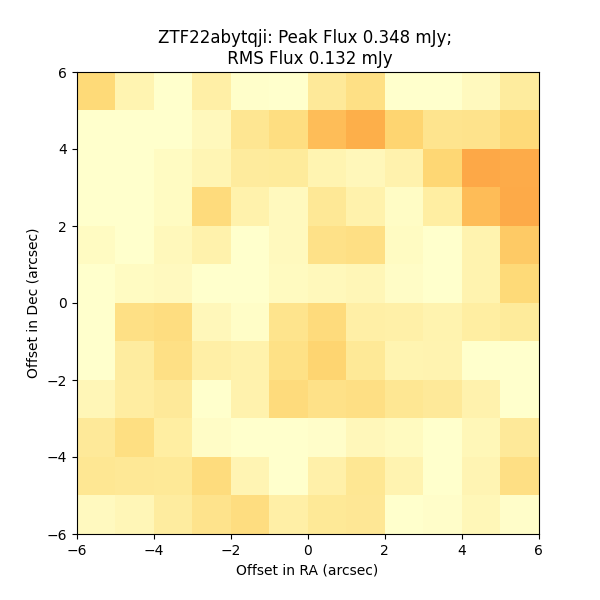 ZTF22abytqji: Peak Flux 0.348 mJy;
RMS Flux 0.132 mJy
6
4
2
0
−2
−4
−6
Offset in Dec (arcsec)
−6 −4 −2 0 2 4 6
Offset in RA (arcsec)